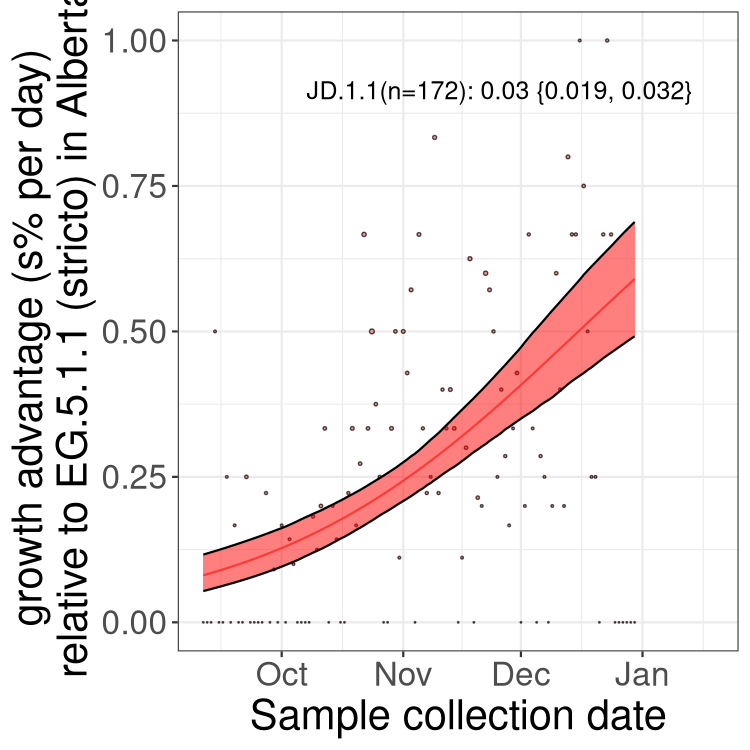 growth advantage (s% per day)
relative to EG.5.1.1 (stricto) in Alberta
1.00
JD.1.1(n=172): 0.03 {0.019, 0.032}
0.75
0.50
0.25
0.00
Oct Nov Dec Jan
Sample collection date